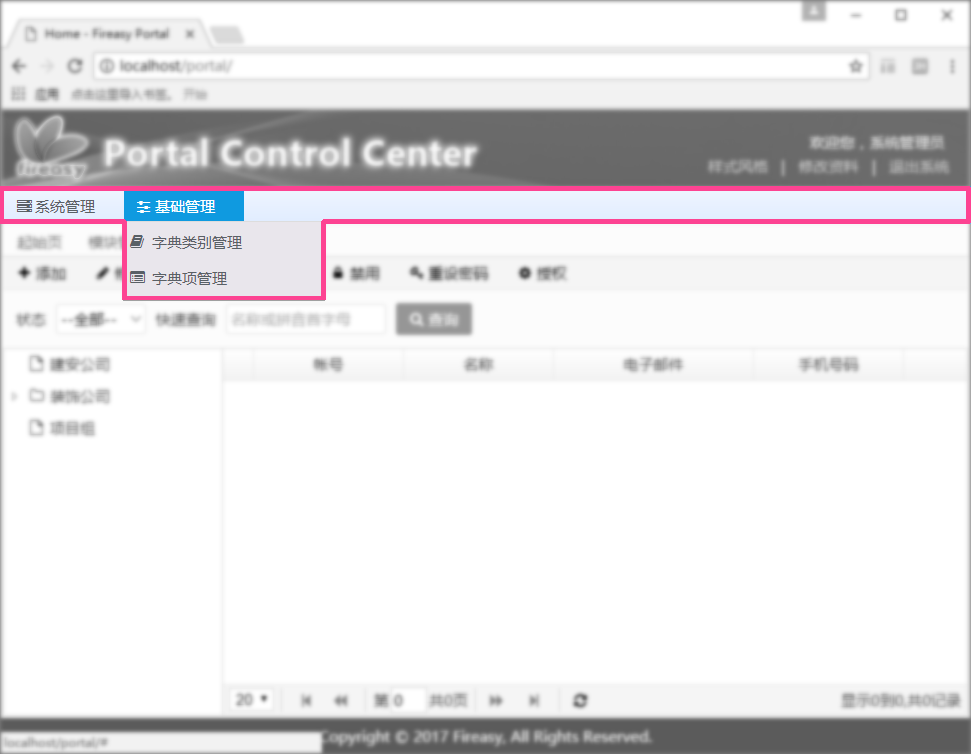 Home - Fireasy Portal
localhost/portal/
应用 点击这里导入书签。 开始
fireasy
Portal Control Center
欢迎您，系统管理员
样式风格 | 修改资料 | 退出系统
系统管理 基础管理
起始页
字典类别管理
添加 禁用 重设密码 授权
字典项管理
状态 --全部-- 快速查询 名称或拼音首字母 查询
建安公司 帐号 名称 电子邮件 手机号码
装饰公司
项目组
20 第 0 共0页 显示0到0,共0记录
Copyright © 2017 Fireasy, All Rights Reserved.
localhost/portal/#